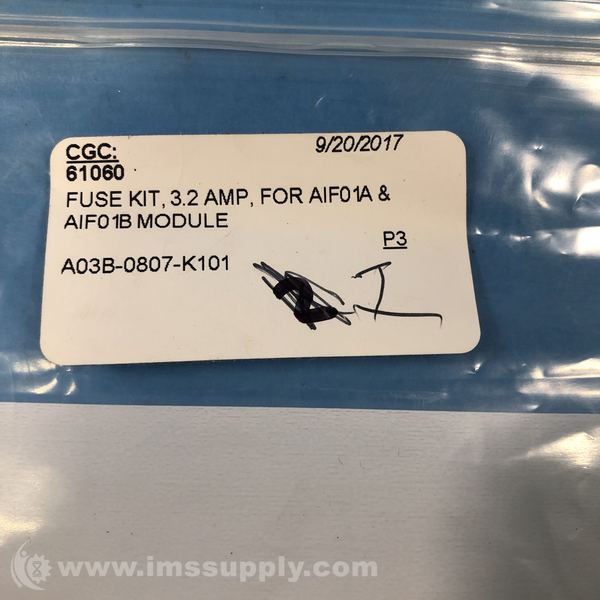 CGC: 9/20/2017
61060
FUSE KIT, 3.2 AMP, FOR AIF01A &
AIF01B MODULE
P3
A03B-0807-K101
www.imssupply.com